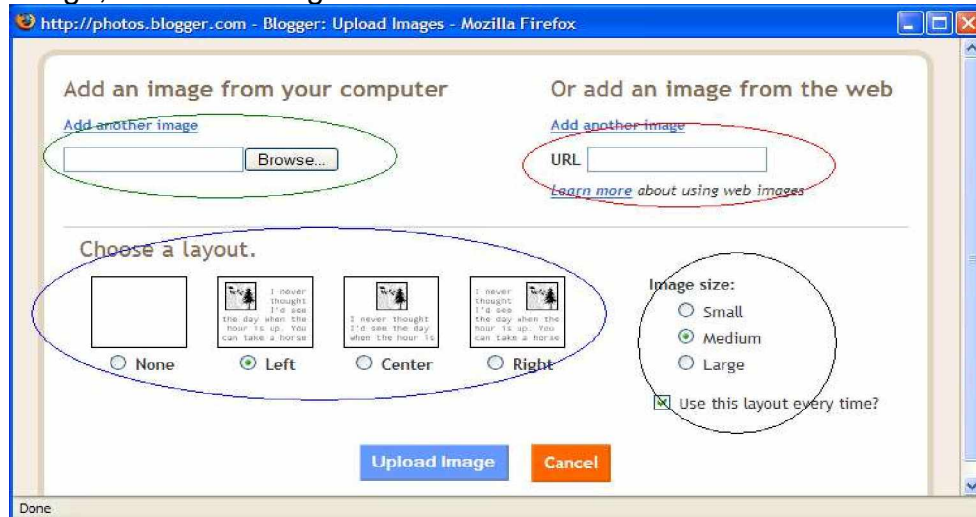 http://photos.blogger.com - Blogger: Upload Images - Mozilla Firefox
Add an image from your computer
Add another image
Browse...
Or add an image from the web
Add another image
URL
Learn more about using web images
Choose a layout.
None
I never
thought
I'd see
the day when the
hour is up. You
can take a horse
Left
I never thought
I'd see the day
when the hour is
Center
I never
thought
I'd see
the day when the
hour is up. You
can take a horse
Right
Image size:
Small
Medium
Large
Use this layout every time?
Upload Image
Cancel
Done